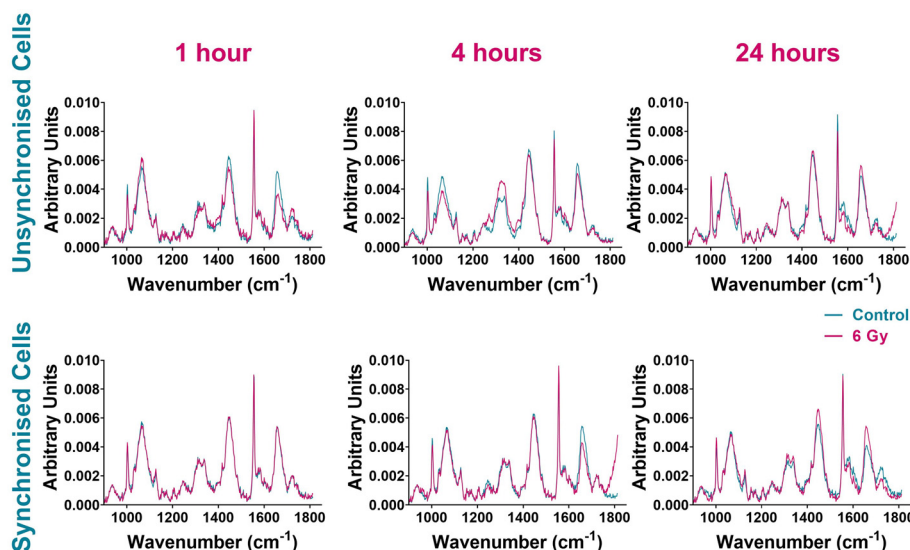 1 hour
4 hours
24 hours
Unsynchronised Cells
Arbitrary Units
0.010
0.008
0.006
0.004
0.002
0.000
1000 1200 1400 1600 1800
Wavenumber (cm⁻¹)
Arbitrary Units
0.010
0.008
0.006
0.004
0.002
0.000
1000 1200 1400 1600 1800
Wavenumber (cm⁻¹)
Arbitrary Units
0.010
0.008
0.006
0.004
0.002
0.000
1000 1200 1400 1600 1800
Wavenumber (cm⁻¹)
Control
6 Gy
Synchronised Cells
Arbitrary Units
0.010
0.008
0.006
0.004
0.002
0.000
1000 1200 1400 1600 1800
Wavenumber (cm⁻¹)
Arbitrary Units
0.010
0.008
0.006
0.004
0.002
0.000
1000 1200 1400 1600 1800
Wavenumber (cm⁻¹)
Arbitrary Units
0.010
0.008
0.006
0.004
0.002
0.000
1000 1200 1400 1600 1800
Wavenumber (cm⁻¹)